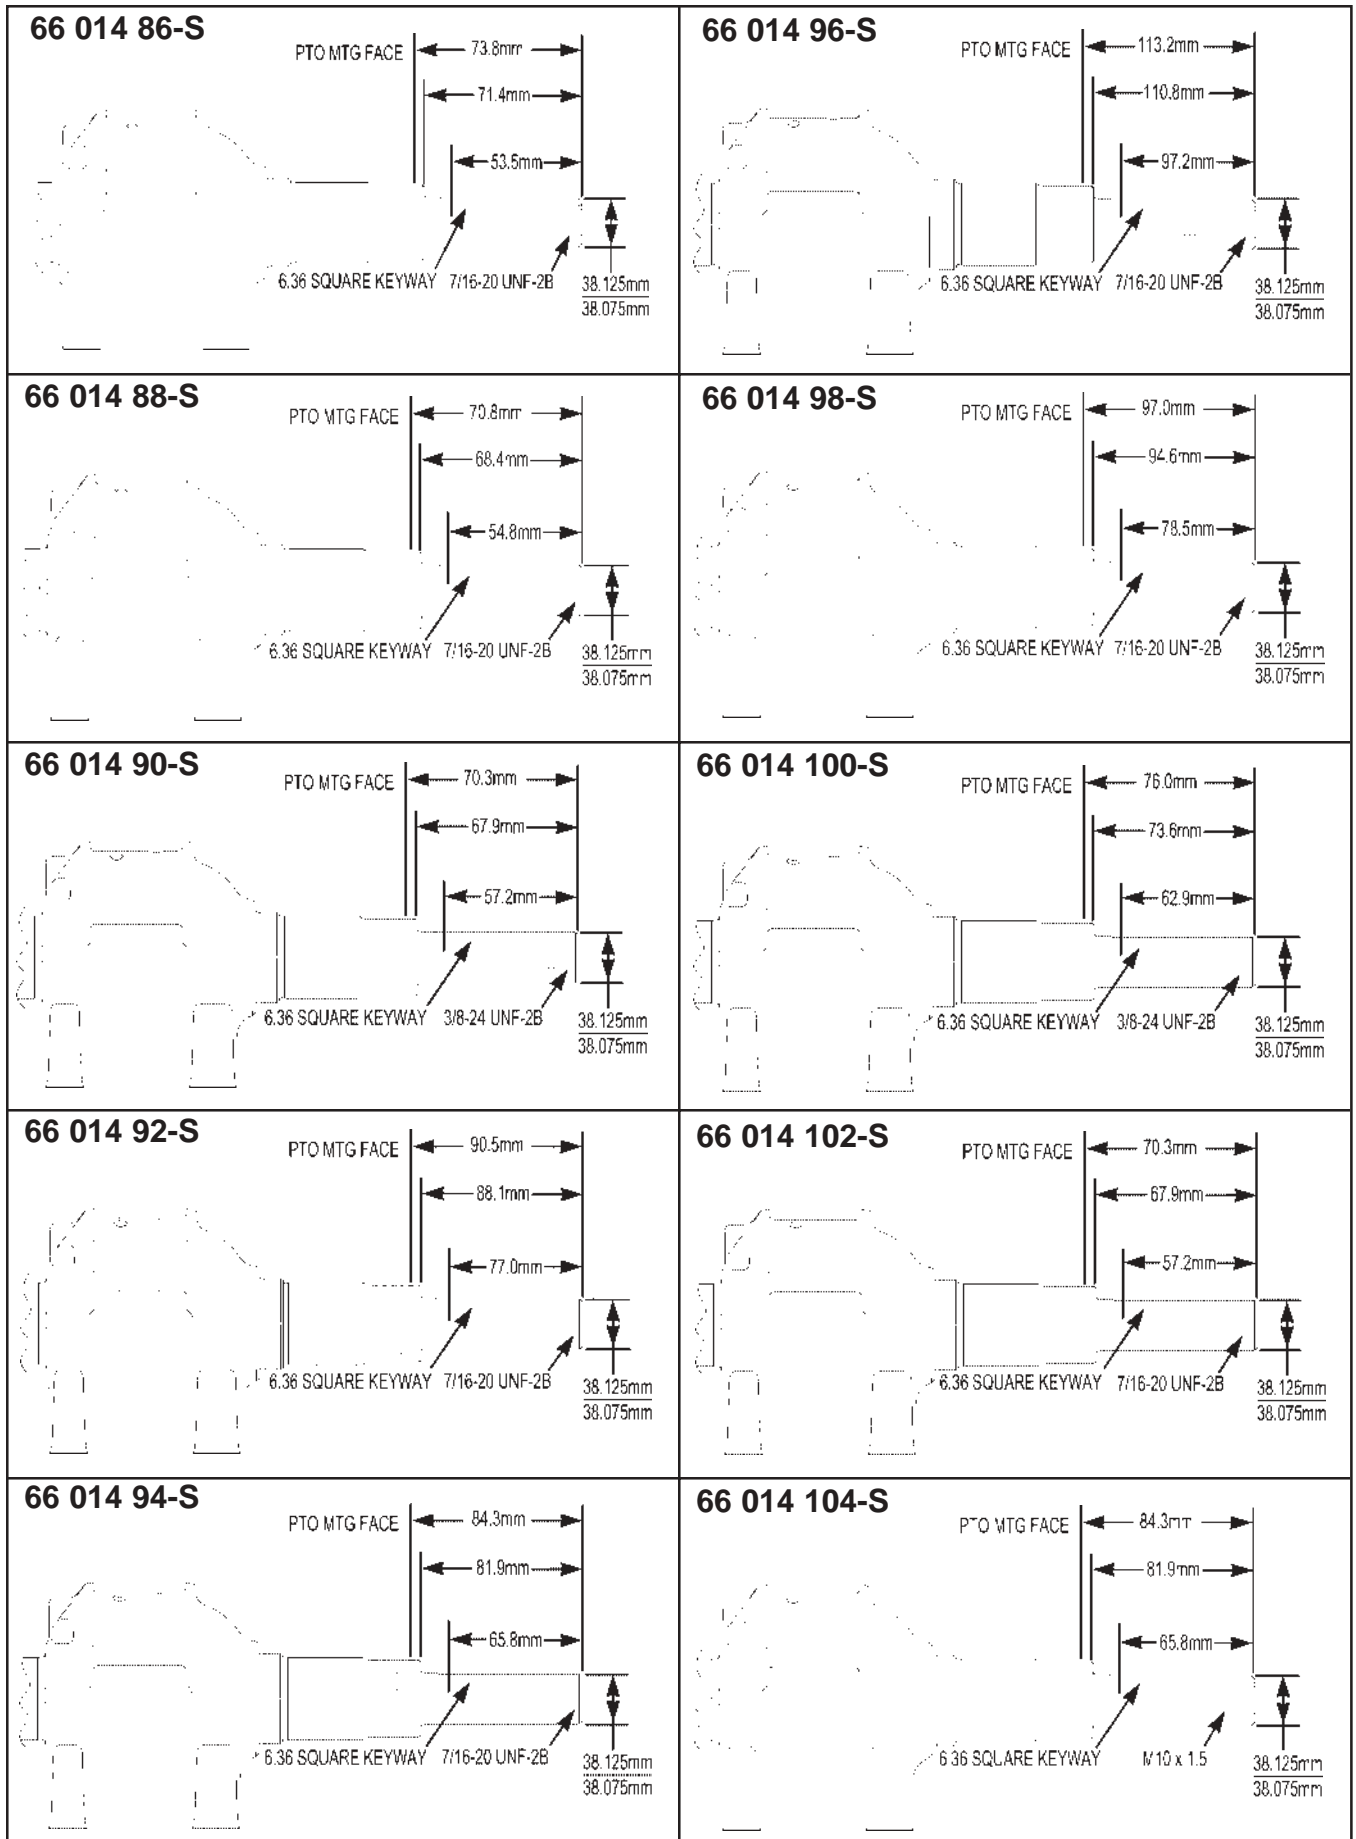 66 014 86-S
PTO MTG FACE
73.8mm
71.4mm
53.5mm
6.36 SQUARE KEYWAY 7/16-20 UNF-2B
38.125mm
38.075mm
66 014 96-S
PTO MTG FACE
113.2mm
110.8mm
97.2mm
6.36 SQUARE KEYWAY 7/16-20 UNF-2B
38.125mm
38.075mm
66 014 88-S
PTO MTG FACE
70.8mm
68.4mm
54.8mm
6.36 SQUARE KEYWAY 7/16-20 UNF-2B
38.125mm
38.075mm
66 014 98-S
PTO MTG FACE
97.0mm
94.6mm
78.5mm
6.36 SQUARE KEYWAY 7/16-20 UNF-2B
38.125mm
38.075mm
66 014 90-S
PTO MTG FACE
70.3mm
67.9mm
57.2mm
6.36 SQUARE KEYWAY 3/8-24 UNF-2B
38.125mm
38.075mm
66 014 100-S
PTO MTG FACE
76.0mm
73.6mm
62.9mm
6.36 SQUARE KEYWAY 3/8-24 UNF-2B
38.125mm
38.075mm
66 014 92-S
PTO MTG FACE
90.5mm
88.1mm
77.0mm
6.36 SQUARE KEYWAY 7/16-20 UNF-2B
38.125mm
38.075mm
66 014 102-S
PTO MTG FACE
70.3mm
67.9mm
57.2mm
6.36 SQUARE KEYWAY 7/16-20 UNF-2B
38.125mm
38.075mm
66 014 94-S
PTO MTG FACE
84.3mm
81.9mm
65.8mm
6.36 SQUARE KEYWAY 7/16-20 UNF-2B
38.125mm
38.075mm
66 014 104-S
PTO MTG FACE
84.3mm
81.9mm
65.8mm
6.36 SQUARE KEYWAY M10 x 1.5
38.125mm
38.075mm